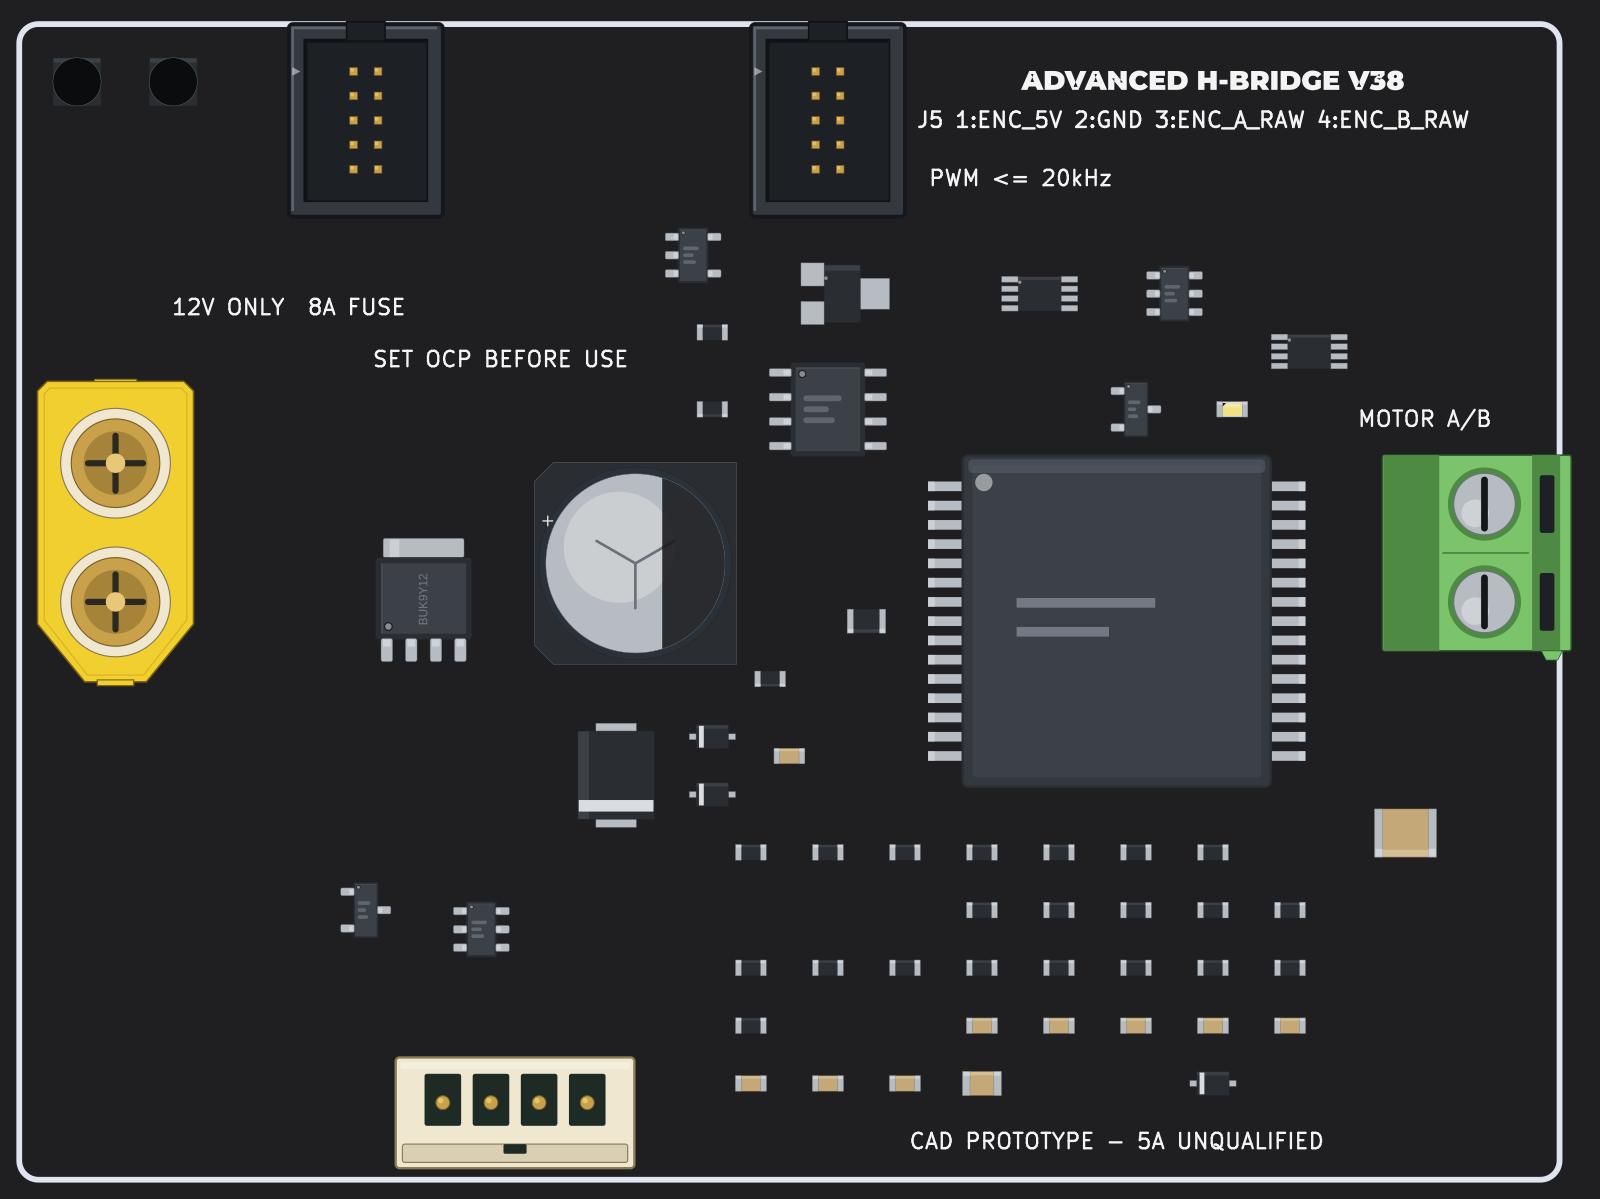 ADVANCED H-BRIDGE V38
J5 1:ENC_5V 2:GND 3:ENC_A_RAW 4:ENC_B_RAW
PWM <= 20kHz
12V ONLY  8A FUSE
SET OCP BEFORE USE
MOTOR A/B
+
BUK9Y12
CAD PROTOTYPE - 5A UNQUALIFIED